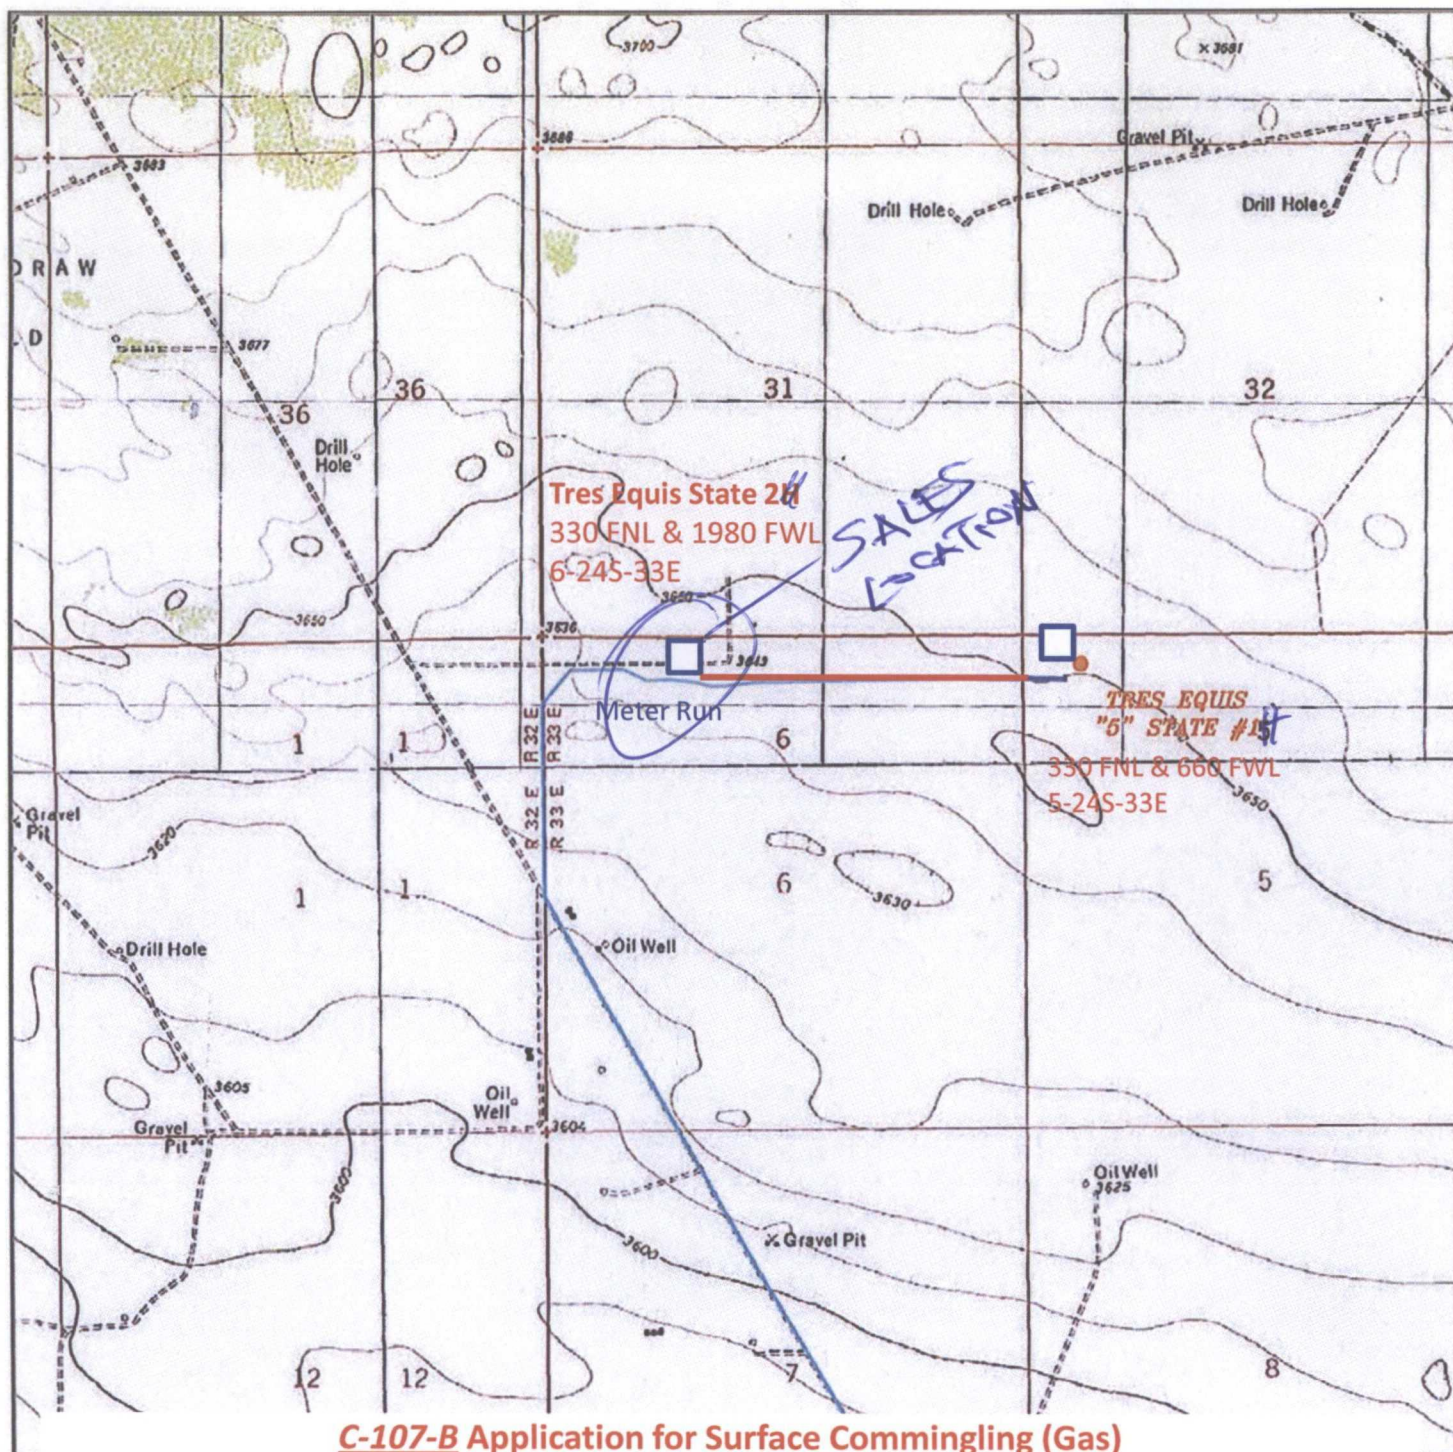 3700
× 3681
3686
Gravel Pit
3683
Drill Hole
Drill Hole
DRAW
D
3677
36
36
31
32
Drill
Hole
Tres Equis State 2H
330 FNL & 1980 FWL
6-24S-33E
SALES
LOCATION
3650
3650
3636
3643
Meter Run
TRES EQUIS
"5" STATE #1H
330 FNL & 660 FWL
5-24S-33E
R 32 E
R 33 E
1
1
6
3650
Gravel
Pit
3620
R 32 E
R 33 E
1
1
6
5
3630
Drill Hole
Oil Well
3605
Oil
Well
Gravel
Pit
3604
3600
Oil Well
3625
Gravel Pit
3600
12
12
7
8
C-107-B Application for Surface Commingling (Gas)